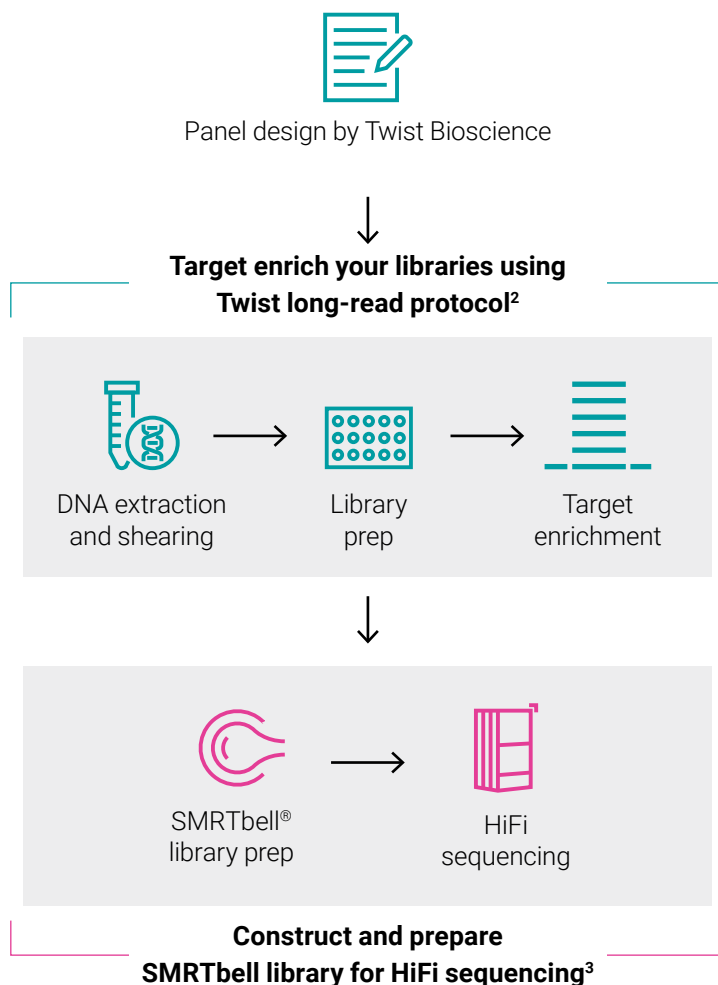 Panel design by Twist Bioscience
Target enrich your libraries using
Twist long-read protocol²
DNA extraction
and shearing
Library
prep
Target
enrichment
SMRTbell®
library prep
HiFi
sequencing
Construct and prepare
SMRTbell library for HiFi sequencing³